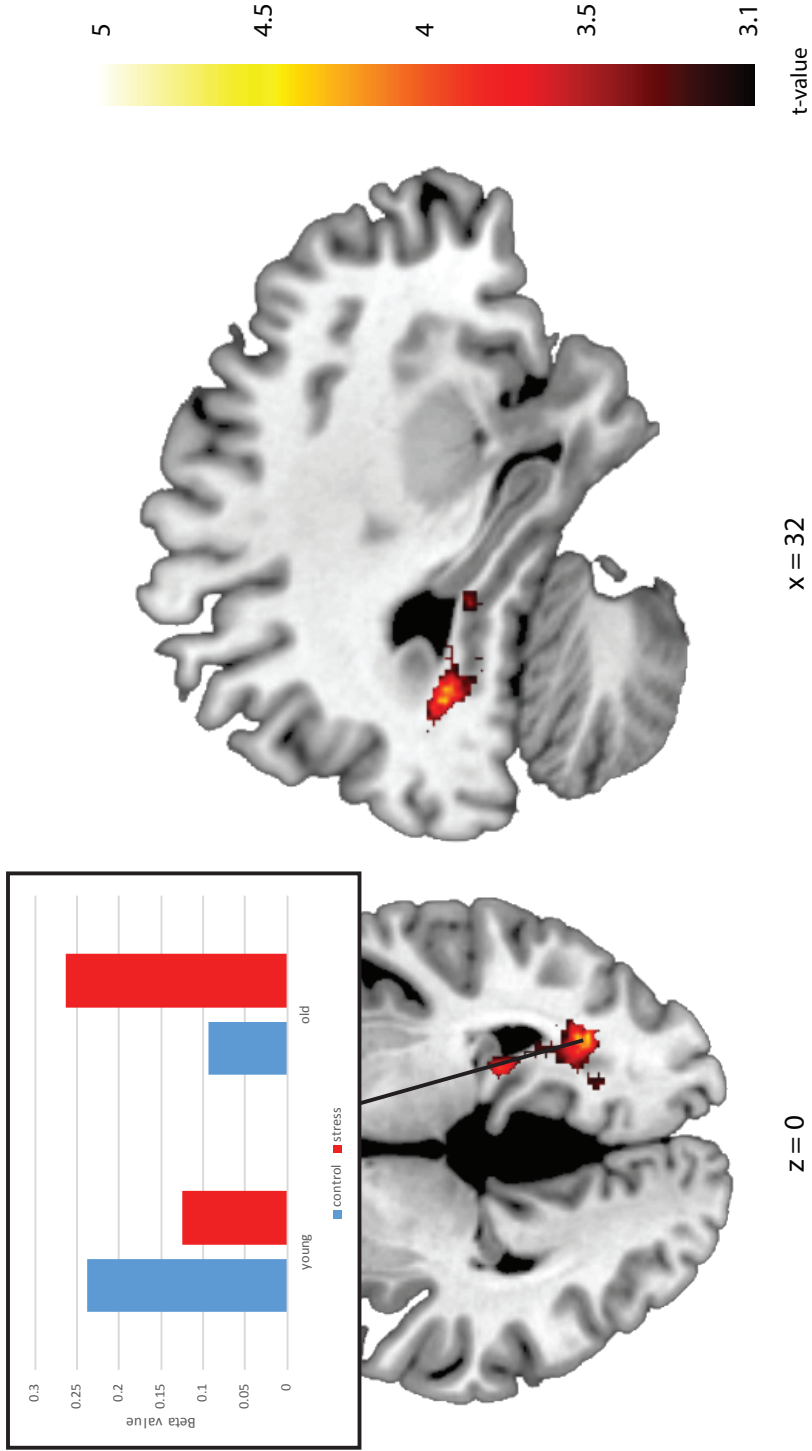 0.3
0.25
0.2
0.15
0.1
0.05
0
Beta value
young
old
control stress
z = 0
x = 32
5
4.5
4
3.5
3.1
t-value